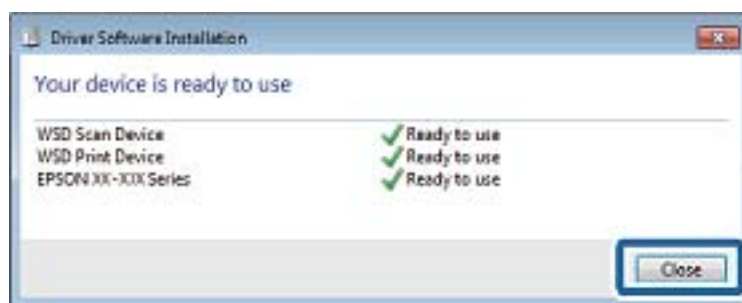 Driver Software Installation
Your device is ready to use
WSD Scan Device Ready to use
WSD Print Device Ready to use
EPSON XX-XXX Series Ready to use
Close